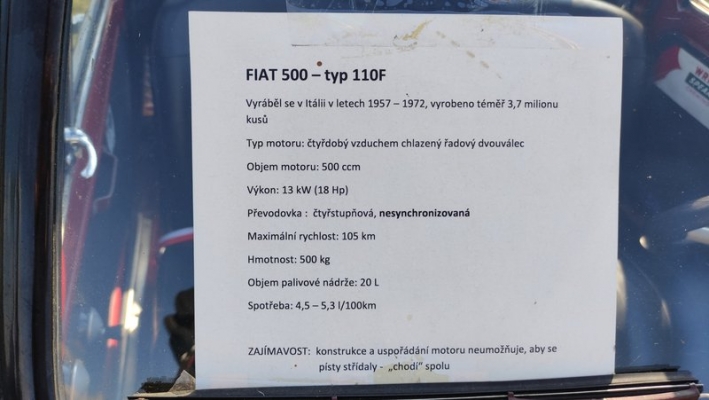 FIAT 500 – typ 110F
Vyráběl se v Itálii v letech 1957 – 1972, vyrobeno téměř 3,7 milionu
kusů
Typ motoru: čtyřdobý vzduchem chlazený řadový dvouválec
Objem motoru: 500 ccm
Výkon: 13 kW (18 Hp)
Převodovka : čtyřstupňová, nesynchronizovaná
Maximální rychlost: 105 km
Hmotnost: 500 kg
Objem palivové nádrže: 20 L
Spotřeba: 4,5 – 5,3 l/100km
ZAJÍMAVOST: konstrukce a uspořádání motoru neumožňuje, aby se
písty střídaly - „chodí“ spolu